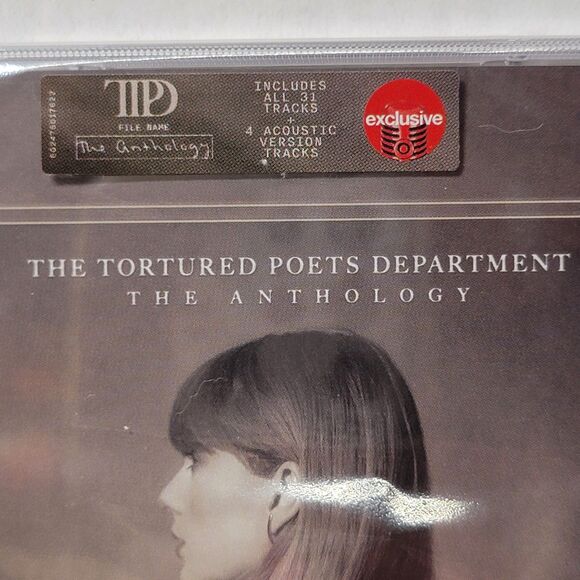 TTPD
FILE NAME
The Anthology
INCLUDES
ALL 31
TRACKS
+
4 ACOUSTIC
VERSION
TRACKS
exclusive
THE TORTURED POETS DEPARTMENT
THE ANTHOLOGY